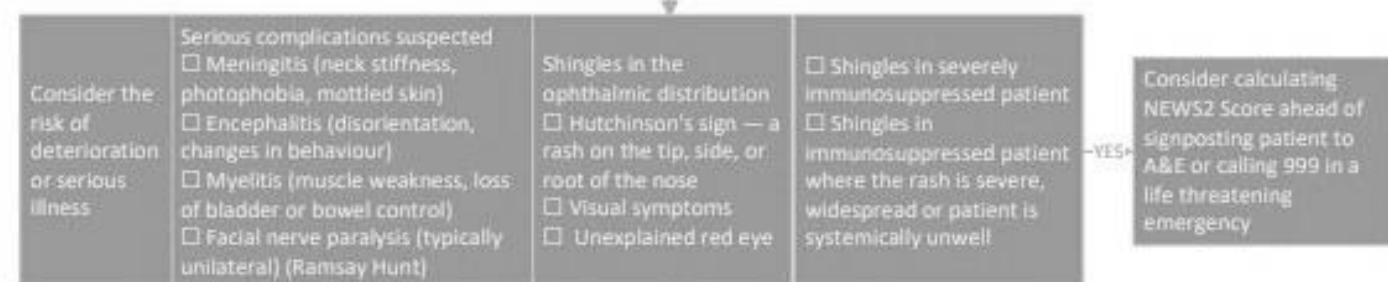 Consider the
risk of
deterioration
or serious
illness
Serious complications suspected
☐ Meningitis (neck stiffness,
photophobia, mottled skin)
☐ Encephalitis (disorientation,
changes in behaviour)
☐ Myelitis (muscle weakness, loss
of bladder or bowel control)
☐ Facial nerve paralysis (typically
unilateral) (Ramsay Hunt)
Shingles in the
ophthalmic distribution
☐ Hutchinson's sign — a
rash on the tip, side, or
root of the nose
☐ Visual symptoms
☐ Unexplained red eye
☐ Shingles in severely
immunosuppressed patient
☐ Shingles in
immunosuppressed patient
where the rash is severe,
widespread or patient is
systemically unwell
YES
Consider calculating
NEWS2 Score ahead of
signposting patient to
A&E or calling 999 in a
life threatening
emergency